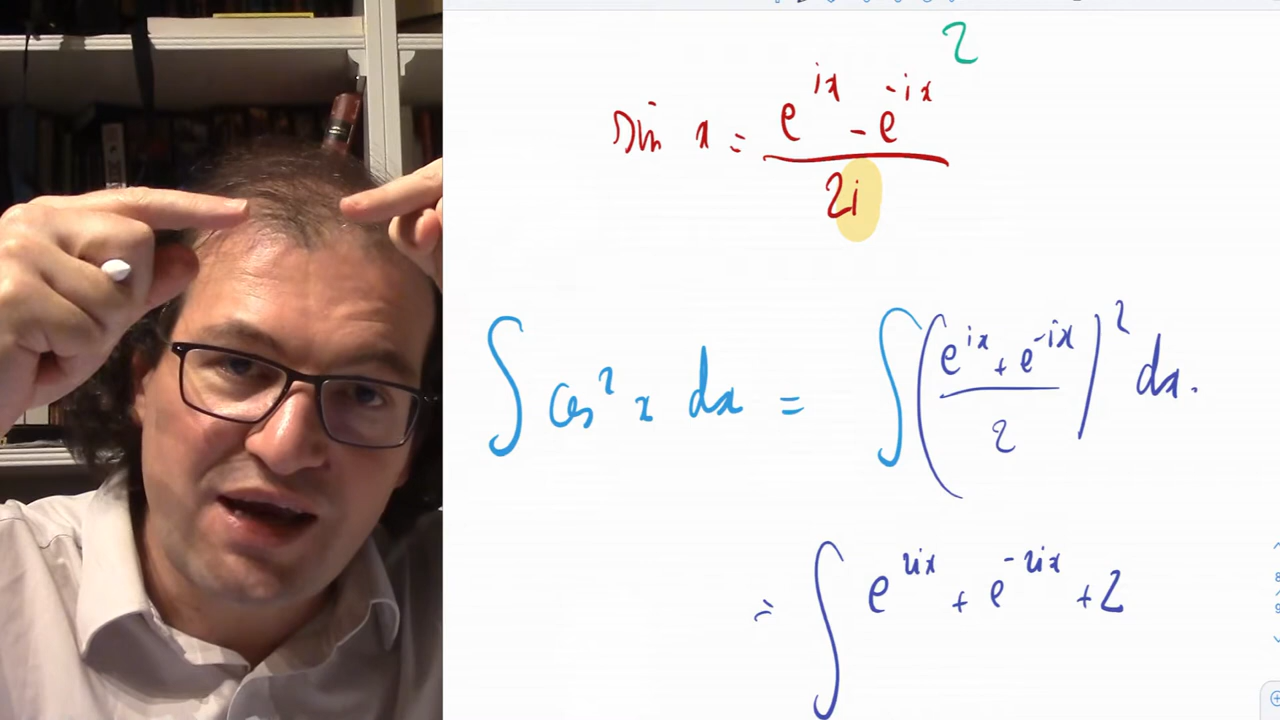 2
sin x = (e^{ix} - e^{-ix}) / 2i
∫ cos² x dx = ∫ ((e^{ix} + e^{-ix}) / 2)² dx.
= ∫ e^{2ix} + e^{-2ix} + 2